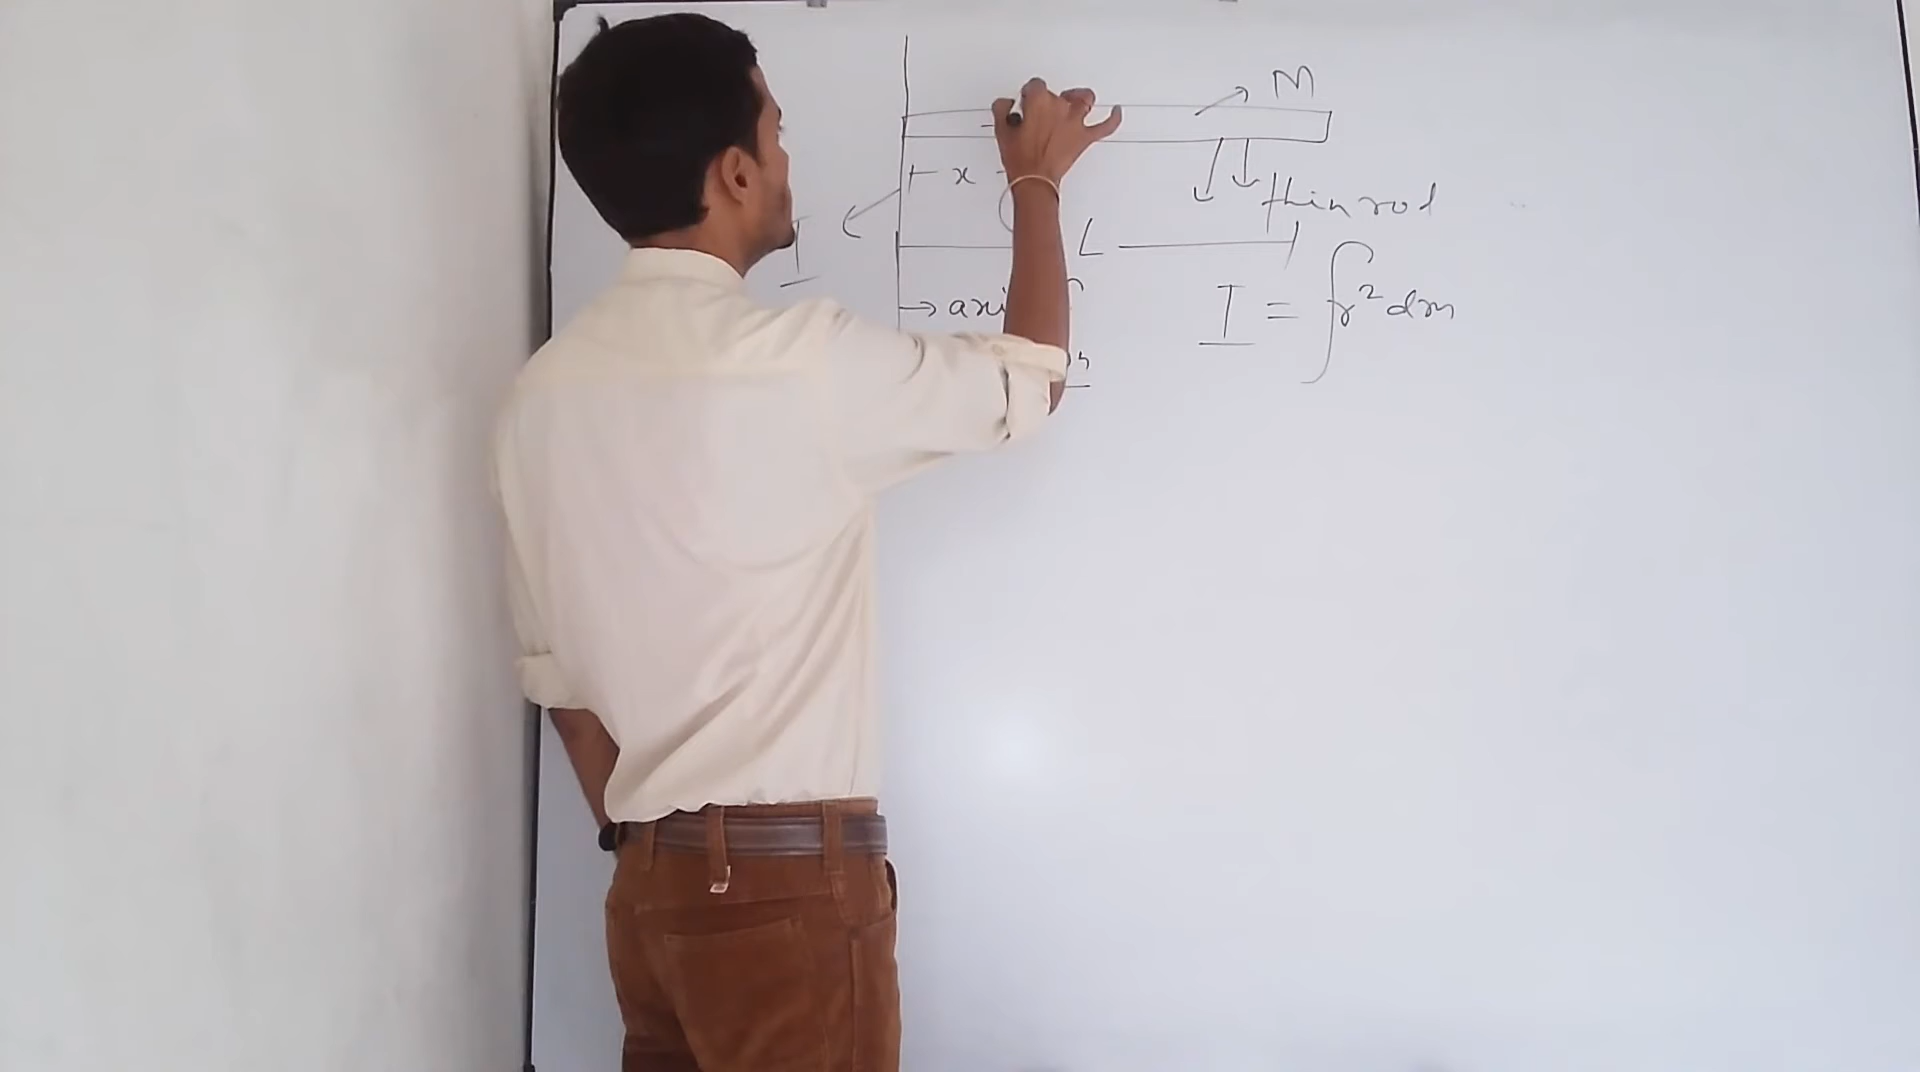 M
x
thin rod
I
L
I = ∫r² dm